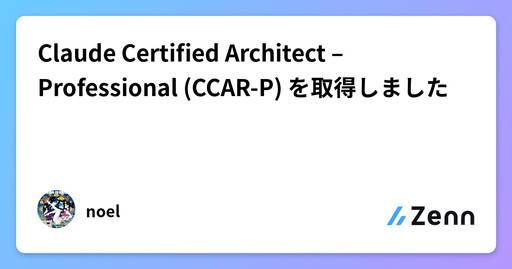 Claude Certified Architect –
Professional (CCAR-P) を取得しました
noel
Zenn